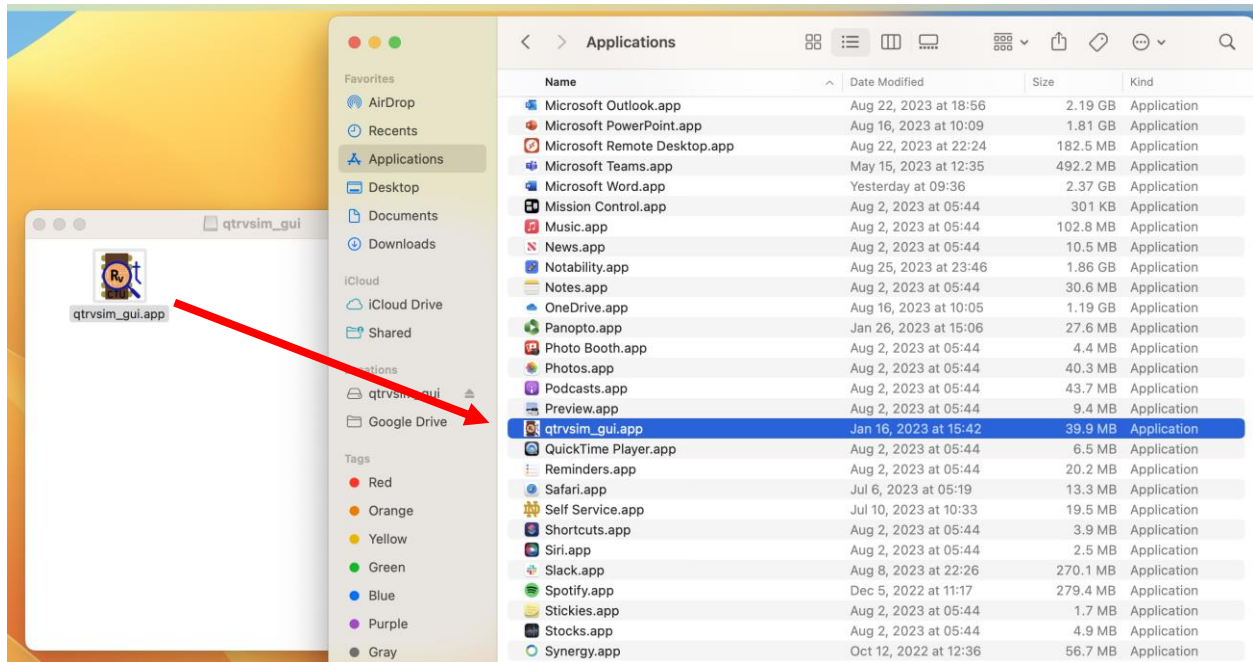 qtrvsim_gui
Rv t
CTU
qtrvsim_gui.app
Applications
Favorites
AirDrop
Recents
Applications
Desktop
Documents
Downloads
iCloud
iCloud Drive
Shared
qtrvsim_gui
Google Drive
Tags
Red
Orange
Yellow
Green
Blue
Purple
Gray
Name Date Modified Size Kind
Microsoft Outlook.app Aug 22, 2023 at 18:56 2.19 GB Application
Microsoft PowerPoint.app Aug 16, 2023 at 10:09 1.81 GB Application
Microsoft Remote Desktop.app Aug 22, 2023 at 22:24 182.5 MB Application
Microsoft Teams.app May 15, 2023 at 12:35 492.2 MB Application
Microsoft Word.app Yesterday at 09:36 2.37 GB Application
Mission Control.app Aug 2, 2023 at 05:44 301 KB Application
Music.app Aug 2, 2023 at 05:44 102.8 MB Application
News.app Aug 2, 2023 at 05:44 10.5 MB Application
Notability.app Aug 25, 2023 at 23:46 1.86 GB Application
Notes.app Aug 2, 2023 at 05:44 30.6 MB Application
OneDrive.app Aug 16, 2023 at 10:05 1.19 GB Application
Panopto.app Jan 26, 2023 at 15:06 27.6 MB Application
Photo Booth.app Aug 2, 2023 at 05:44 4.4 MB Application
Photos.app Aug 2, 2023 at 05:44 40.3 MB Application
Podcasts.app Aug 2, 2023 at 05:44 43.7 MB Application
Preview.app Aug 2, 2023 at 05:44 9.4 MB Application
qtrvsim_gui.app Jan 16, 2023 at 15:42 39.9 MB Application
QuickTime Player.app Aug 2, 2023 at 05:44 6.5 MB Application
Reminders.app Aug 2, 2023 at 05:44 20.2 MB Application
Safari.app Jul 6, 2023 at 05:19 13.3 MB Application
Self Service.app Jul 10, 2023 at 10:33 19.5 MB Application
Shortcuts.app Aug 2, 2023 at 05:44 3.9 MB Application
Siri.app Aug 2, 2023 at 05:44 2.5 MB Application
Slack.app Aug 8, 2023 at 22:26 270.1 MB Application
Spotify.app Dec 5, 2022 at 11:17 279.4 MB Application
Stickies.app Aug 2, 2023 at 05:44 1.7 MB Application
Stocks.app Aug 2, 2023 at 05:44 4.9 MB Application
Synergy.app Oct 12, 2022 at 12:36 56.7 MB Application